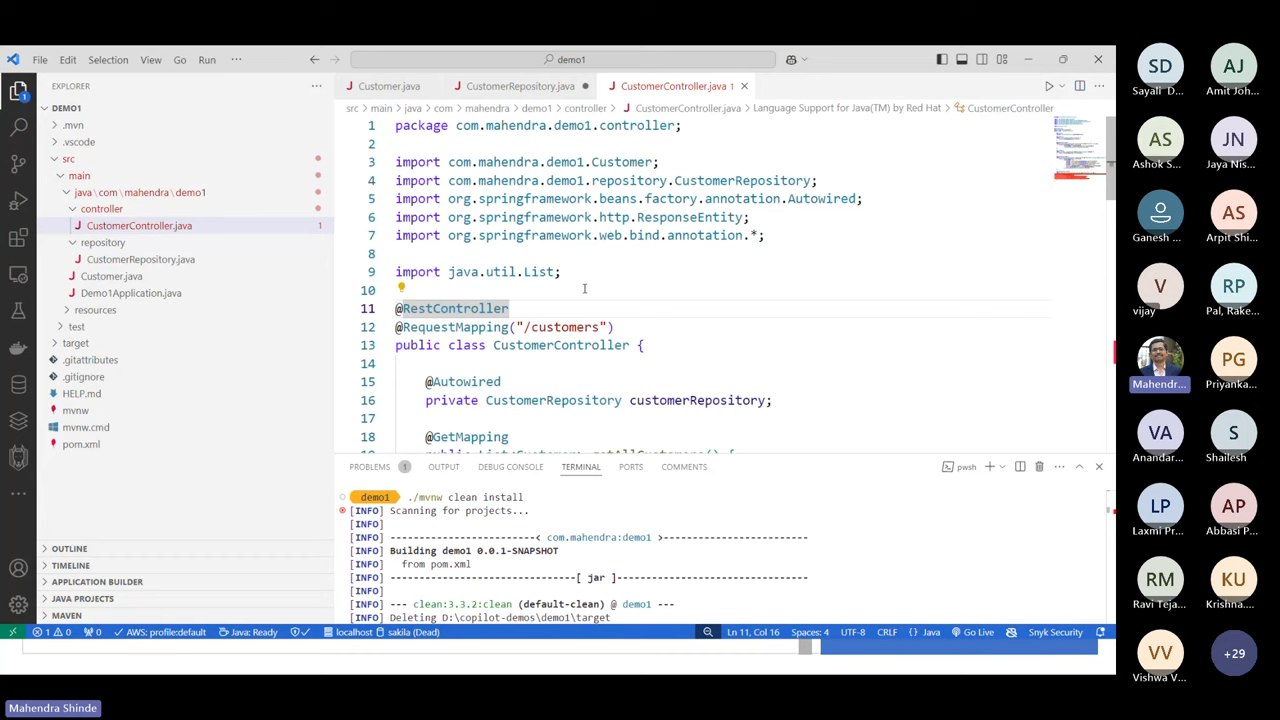 File Edit Selection View Go Run ··· demo1
EXPLORER ···
DEMO1
.mvn
.vscode
src
main
java\com\mahendra\demo1
controller
CustomerController.java 1
repository
CustomerRepository.java
Customer.java
Demo1Application.java
resources
test
target
.gitattributes
.gitignore
HELP.md
mvnw
mvnw.cmd
pom.xml
OUTLINE
TIMELINE
APPLICATION BUILDER
JAVA PROJECTS
MAVEN
Customer.java CustomerRepository.java CustomerController.java 1
src > main > java > com > mahendra > demo1 > controller > CustomerController.java > Language Support for Java(TM) by Red Hat > CustomerController
1 package com.mahendra.demo1.controller;
2
3 import com.mahendra.demo1.Customer;
4 import com.mahendra.demo1.repository.CustomerRepository;
5 import org.springframework.beans.factory.annotation.Autowired;
6 import org.springframework.http.ResponseEntity;
7 import org.springframework.web.bind.annotation.*;
8
9 import java.util.List;
10
11 @RestController
12 @RequestMapping("/customers")
13 public class CustomerController {
14
15 @Autowired
16 private CustomerRepository customerRepository;
17
18 @GetMapping
public List<Customer> getAllCustomers() {
PROBLEMS 1 OUTPUT DEBUG CONSOLE TERMINAL PORTS COMMENTS pwsh
demo1 ./mvnw clean install
[INFO] Scanning for projects...
[INFO]
[INFO] --------------------------< com.mahendra:demo1 >--------------------------
[INFO] Building demo1 0.0.1-SNAPSHOT
[INFO] from pom.xml
[INFO] --------------------------------[ jar ]---------------------------------
[INFO]
[INFO] --- clean:3.3.2:clean (default-clean) @ demo1 ---
[INFO] Deleting D:\copilot-demos\demo1\target
1 0 0 AWS: profile:default Java: Ready localhost sakila (Dead) Ln 11, Col 16 Spaces: 4 UTF-8 CRLF {} Java Go Live Snyk Security
SD AJ
Sayali D... Amit Joh...
AS JN
Ashok S... Jaya Nis...
AS
Ganesh ... Arpit Shi...
V RP
vijay Pal, Rake...
PG
Mahendr... Priyanka...
VA S
Anandar... Shailesh
LP AP
Laxmi Pr... Abbasi P...
RM KU
Ravi Teja... Krishna...
VV +29
Vishwa V...
Mahendra Shinde